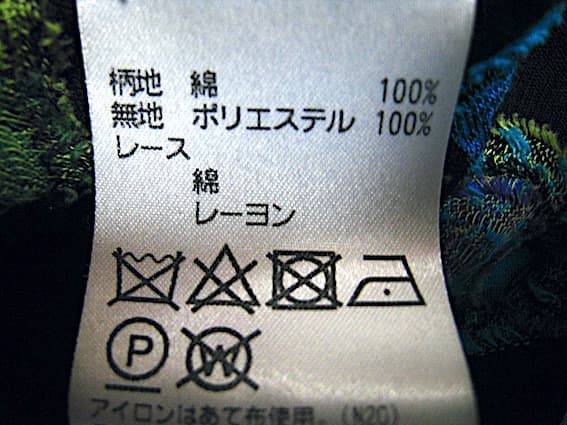 柄地 綿 100%
無地 ポリエステル 100%
レース
綿
レーヨン
P W
アイロンはあて布使用。(N20)